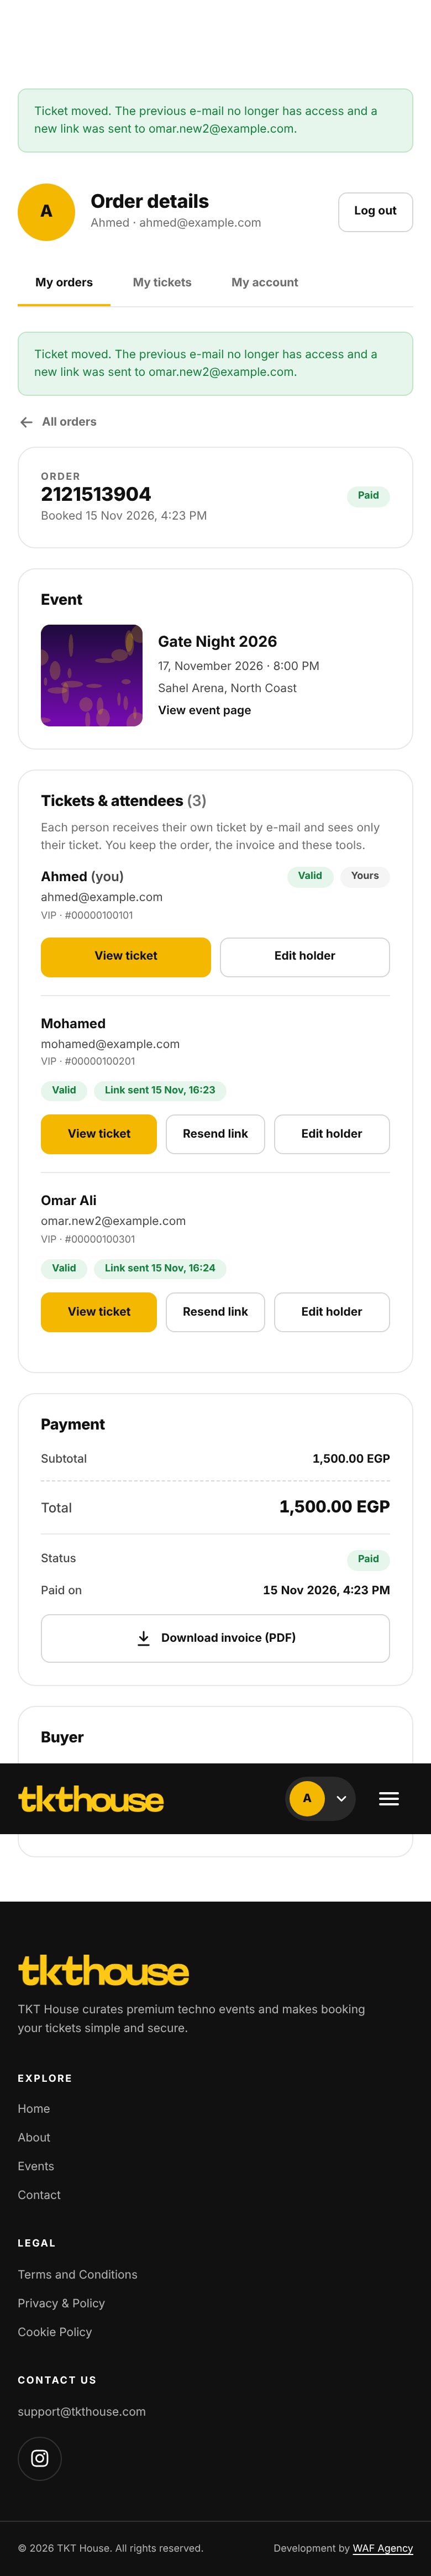 Ticket moved. The previous e-mail no longer has access and a
new link was sent to omar.new2@example.com.
A
Order details
Ahmed · ahmed@example.com
Log out
My orders
My tickets
My account
Ticket moved. The previous e-mail no longer has access and a
new link was sent to omar.new2@example.com.
← All orders
ORDER
2121513904
Booked 15 Nov 2026, 4:23 PM
Paid
Event
Gate Night 2026
17, November 2026 · 8:00 PM
Sahel Arena, North Coast
View event page
Tickets & attendees (3)
Each person receives their own ticket by e-mail and sees only
their ticket. You keep the order, the invoice and these tools.
Ahmed (you)
Valid
Yours
ahmed@example.com
VIP · #00000100101
View ticket
Edit holder
Mohamed
mohamed@example.com
VIP · #00000100201
Valid
Link sent 15 Nov, 16:23
View ticket
Resend link
Edit holder
Omar Ali
omar.new2@example.com
VIP · #00000100301
Valid
Link sent 15 Nov, 16:24
View ticket
Resend link
Edit holder
Payment
Subtotal
1,500.00 EGP
Total
1,500.00 EGP
Status
Paid
Paid on
15 Nov 2026, 4:23 PM
Download invoice (PDF)
Buyer
tkthouse
A
tkthouse
TKT House curates premium techno events and makes booking
your tickets simple and secure.
EXPLORE
Home
About
Events
Contact
LEGAL
Terms and Conditions
Privacy & Policy
Cookie Policy
CONTACT US
support@tkthouse.com
© 2026 TKT House. All rights reserved.
Development by WAF Agency